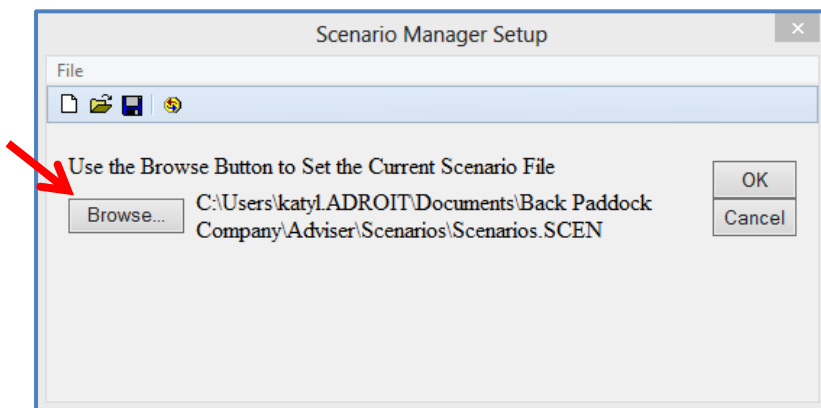 Scenario Manager Setup
File
Use the Browse Button to Set the Current Scenario File
Browse...
C:\Users\katyl.ADROIT\Documents\Back Paddock
Company\Adviser\Scenarios\Scenarios.SCEN
OK
Cancel